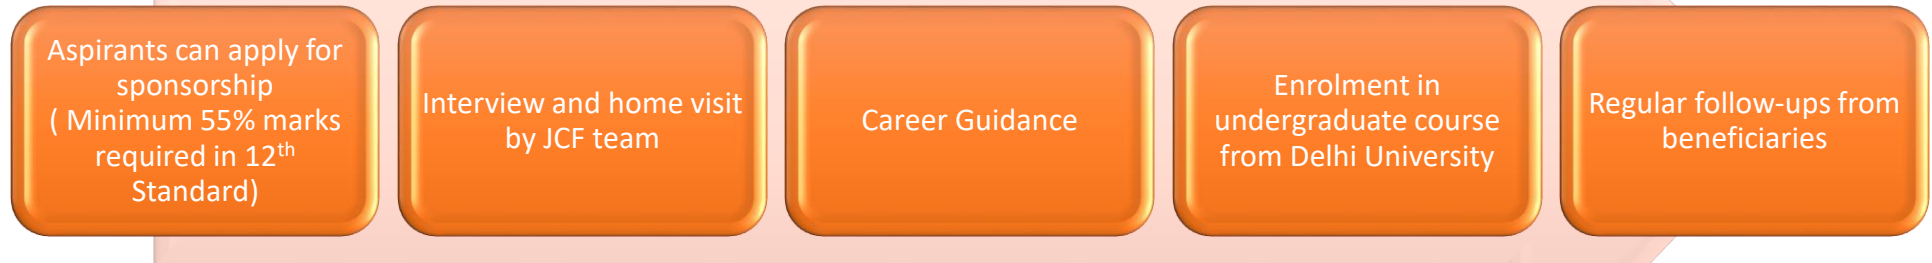 Aspirants can apply for
sponsorship
( Minimum 55% marks
required in 12th
Standard)
Interview and home visit
by JCF team
Career Guidance
Enrolment in
undergraduate course
from Delhi University
Regular follow-ups from
beneficiaries